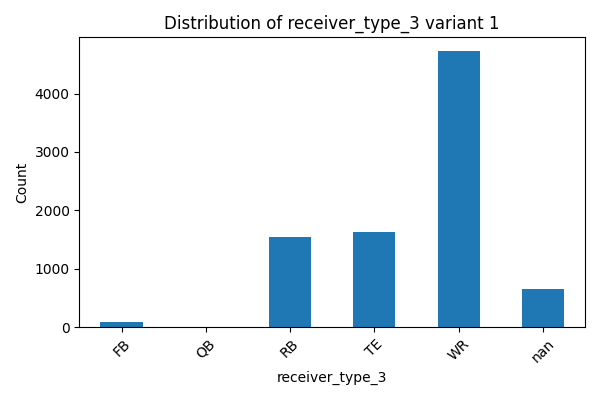 Distribution of receiver_type_3 variant 1
Count
4000
3000
2000
1000
0
FB
QB
RB
TE
WR
nan
receiver_type_3